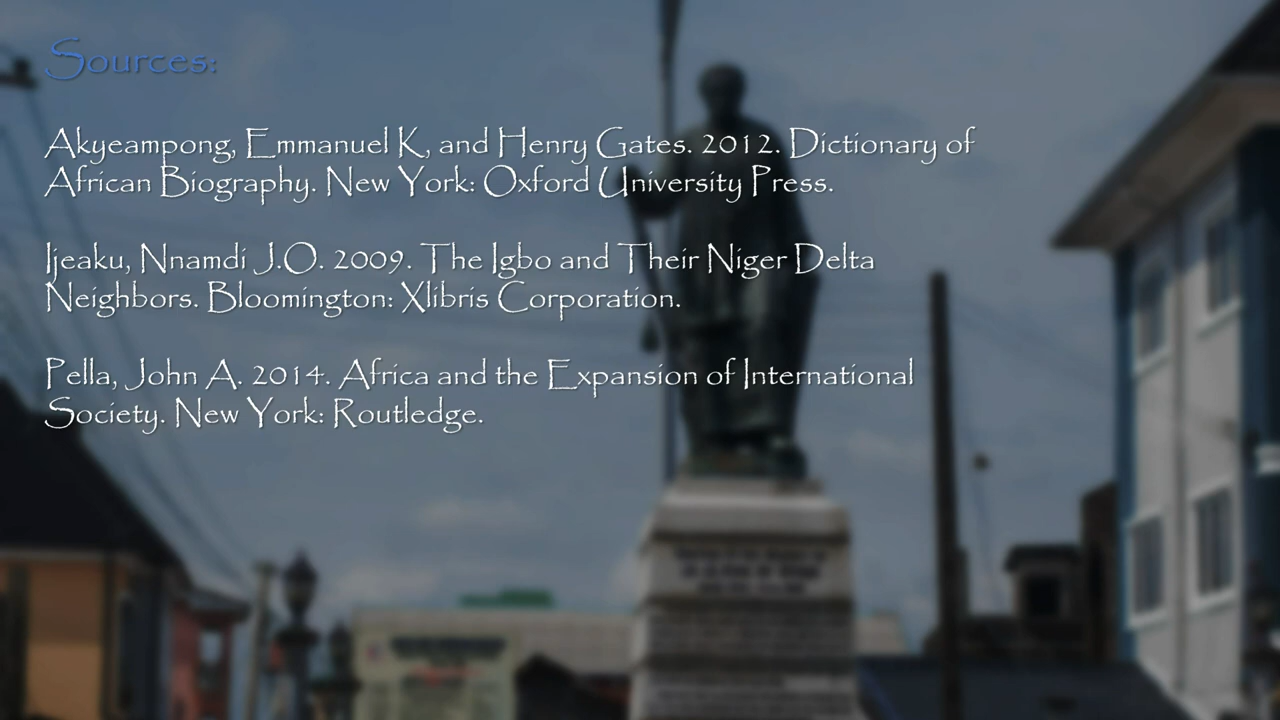 Sources:
Akyeampong, Emmanuel K, and Henry Gates. 2012. Dictionary of
African Biography. New York: Oxford University Press.
Ijeaku, Nnamdi J.O. 2009. The Igbo and Their Niger Delta
Neighbors. Bloomington: Xlibris Corporation.
Pella, John A. 2014. Africa and the Expansion of International
Society. New York: Routledge.